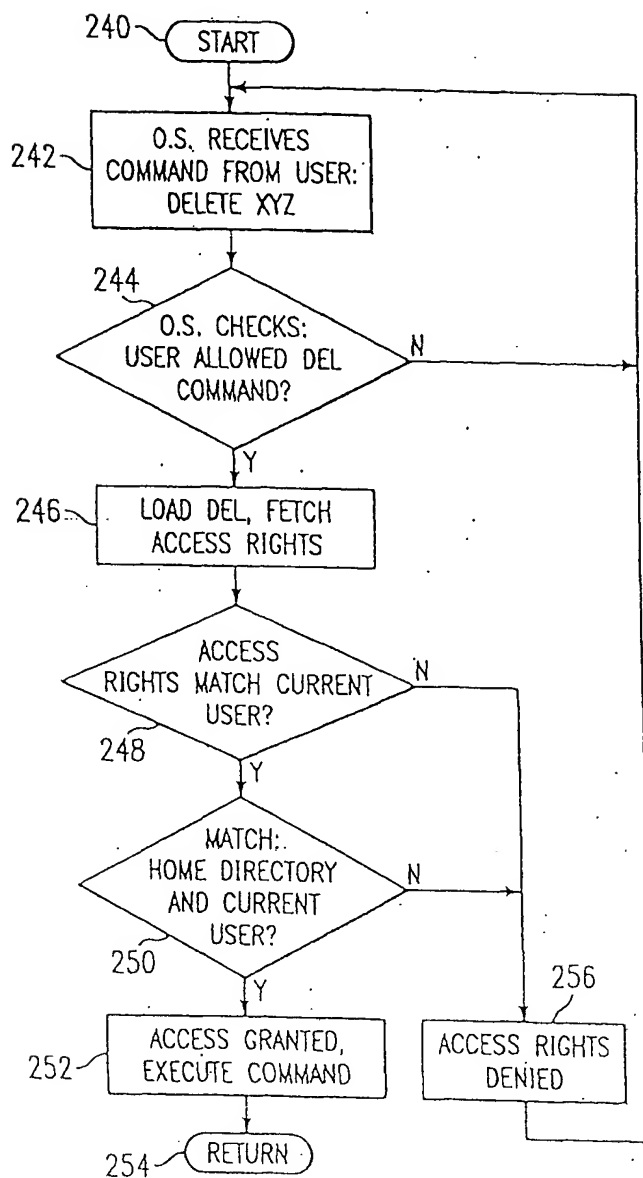 240
START
242
O.S. RECEIVES
COMMAND FROM USER:
DELETE XYZ
244
O.S. CHECKS:
USER ALLOWED DEL
COMMAND?
N
Y
246
LOAD DEL, FETCH
ACCESS RIGHTS
ACCESS
RIGHTS MATCH CURRENT
USER?
N
248
Y
MATCH:
HOME DIRECTORY
AND CURRENT
USER?
N
250
Y
256
252
ACCESS GRANTED,
EXECUTE COMMAND
ACCESS RIGHTS
DENIED
254
RETURN